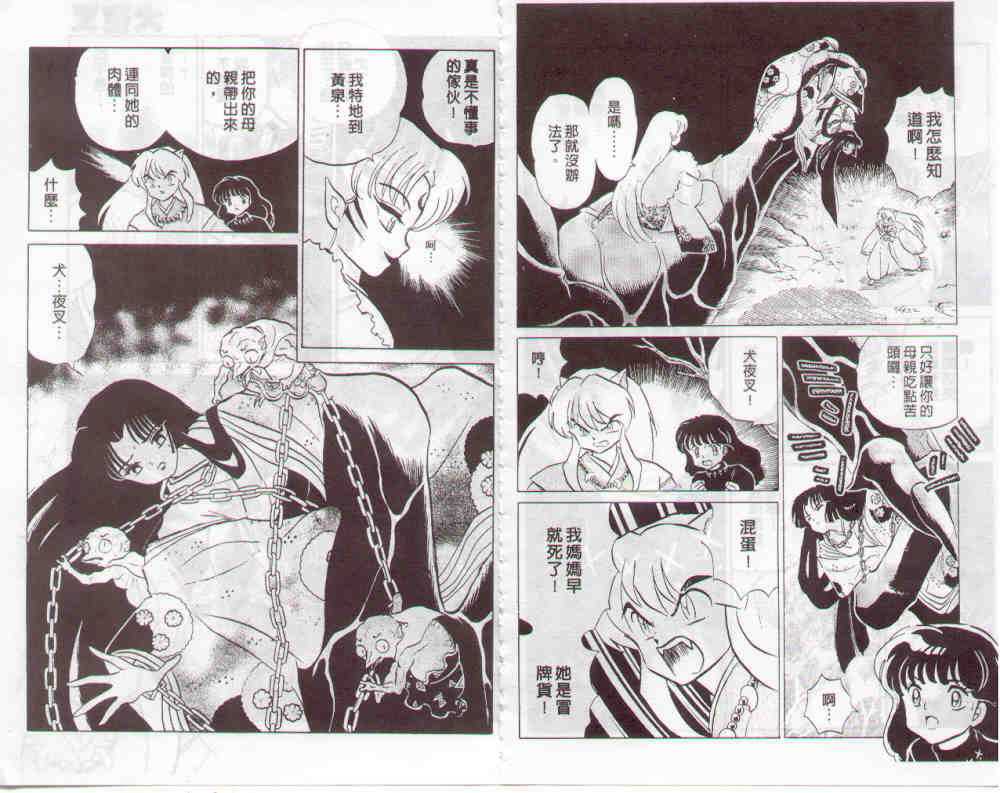 我怎麼知
道啊！
是嗎……
那就沒辦
法了。
只好讓你的
母親吃點苦
頭囉…
啊…
犬夜叉！
哼！
混蛋！
我媽媽早
就死了！
她是冒
牌貨！
真是不懂事
的傢伙！
我特地到
黃泉…
呵…
把你的母
親帶出來
的，
連同她的
肉體…
什麼…
犬…夜叉…